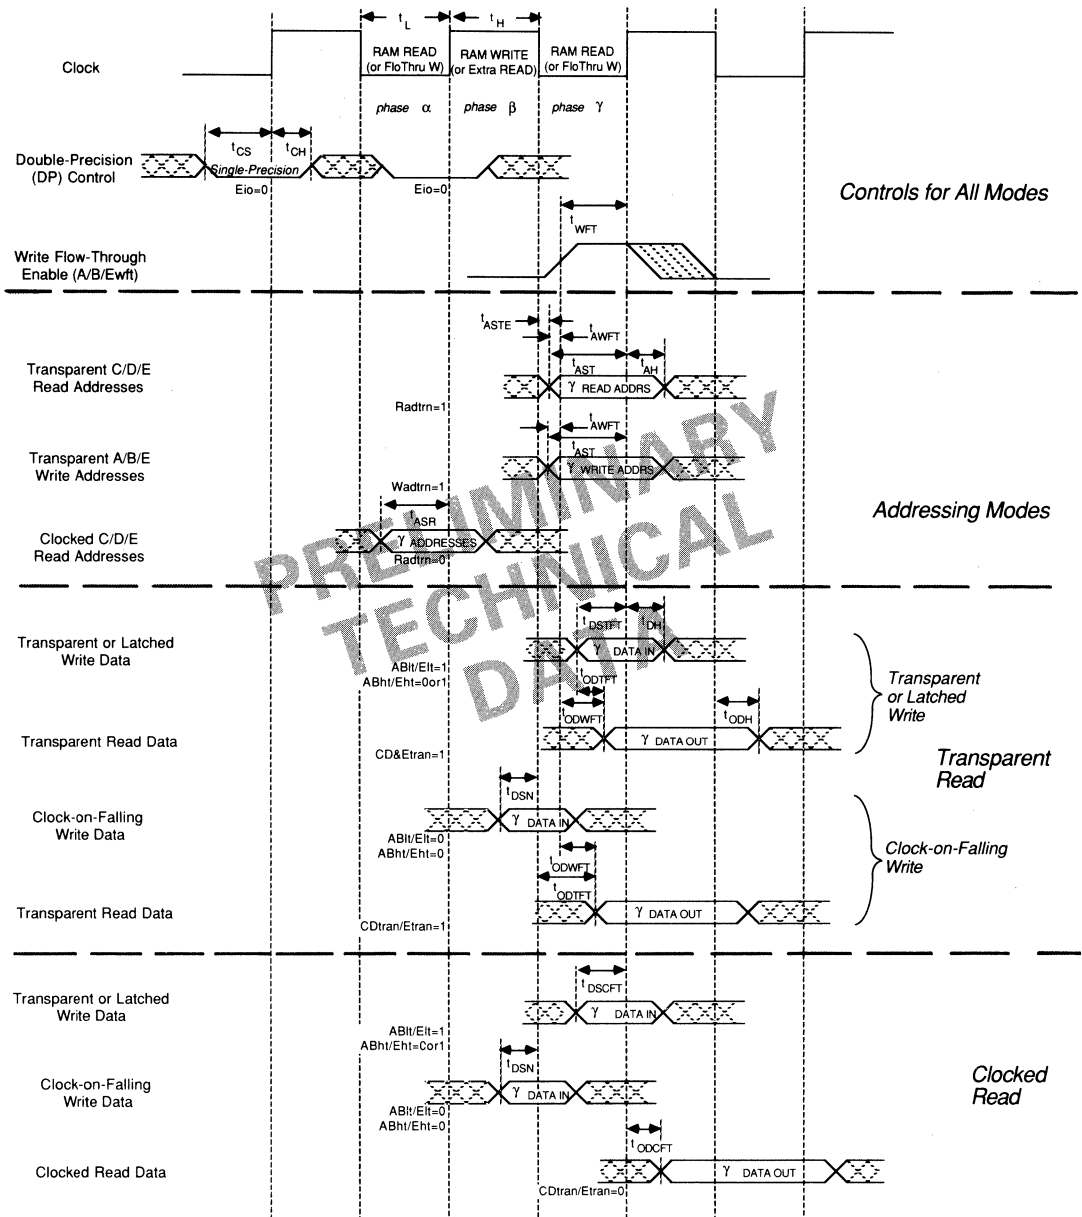 t L
t H
Clock
RAM READ
(or FloThru W)
RAM WRITE
(or Extra READ)
RAM READ
(or FloThru W)
phase α
phase β
phase γ
t CS
t CH
Double-Precision
(DP) Control
Single-Precision
Eio=0
Eio=0
Controls for All Modes
t WFT
Write Flow-Through
Enable (A/B/Ewft)
t ASTE
t AWFT
t AST
t AH
Transparent C/D/E
Read Addresses
γ READ ADDRS
Radtrn=1
t AWFT
t AST
Transparent A/B/E
Write Addresses
γ WRITE ADDRS
Wadtrn=1
Addressing Modes
t ASR
Clocked C/D/E
Read Addresses
γ ADDRESSES
Radtrn=0
PRELIMINARY
TECHNICAL
DATA
t DSTFT
t DH
Transparent or Latched
Write Data
γ DATA IN
ABlt/Elt=1
ABht/Eht=0or1
t ODTFT
t ODWFT
t ODH
Transparent
or Latched
Write
Transparent Read Data
γ DATA OUT
CD&Etran=1
Transparent
Read
t DSN
Clock-on-Falling
Write Data
γ DATA IN
ABlt/Elt=0
ABht/Eht=0
Clock-on-Falling
Write
t ODWFT
t ODTFT
Transparent Read Data
γ DATA OUT
CDtran/Etran=1
t DSCFT
Transparent or Latched
Write Data
γ DATA IN
ABlt/Elt=1
ABht/Eht=0or1
t DSN
Clock-on-Falling
Write Data
γ DATA IN
ABlt/Elt=0
ABht/Eht=0
Clocked
Read
t ODCFT
Clocked Read Data
γ DATA OUT
CDtran/Etran=0